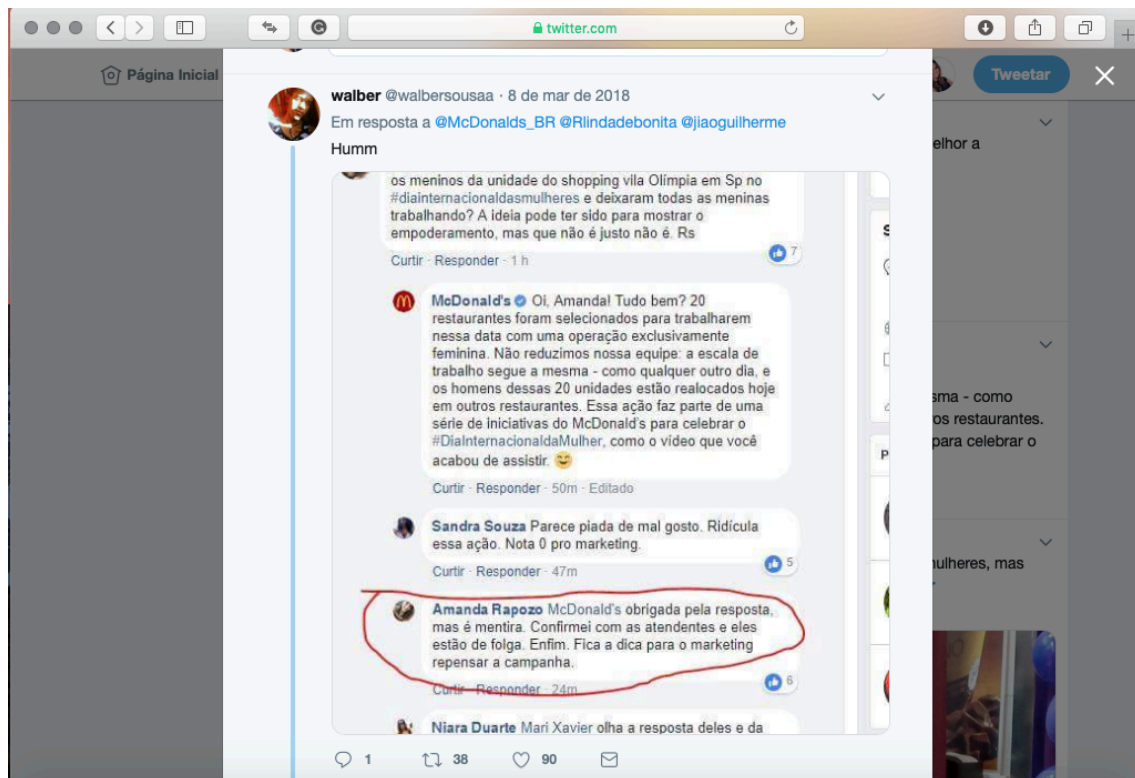 twitter.com
Página Inicial
Tweetar
walber @walbersousaa · 8 de mar de 2018
Em resposta a @McDonalds_BR @Rlindadebonita @jiaoguilherme
Humm
os meninos da unidade do shopping vila Olímpia em Sp no
#diainternacionaldasmulheres e deixaram todas as meninas
trabalhando? A ideia pode ter sido para mostrar o
empoderamento, mas que não é justo não é. Rs
7
Curtir · Responder · 1 h
McDonald's Oi, Amanda! Tudo bem? 20
restaurantes foram selecionados para trabalharem
nessa data com uma operação exclusivamente
feminina. Não reduzimos nossa equipe: a escala de
trabalho segue a mesma - como qualquer outro dia, e
os homens dessas 20 unidades estão realocados hoje
em outros restaurantes. Essa ação faz parte de uma
série de iniciativas do McDonald's para celebrar o
#DiaInternacionaldaMulher, como o vídeo que você
acabou de assistir.
Curtir · Responder · 50m · Editado
Sandra Souza Parece piada de mal gosto. Ridícula
essa ação. Nota 0 pro marketing.
5
Curtir · Responder · 47m
Amanda Rapozo McDonald's obrigada pela resposta,
mas é mentira. Confirmei com as atendentes e eles
estão de folga. Enfim. Fica a dica para o marketing
repensar a campanha.
6
Curtir · Responder · 24m
Niara Duarte Mari Xavier olha a resposta deles e da
1 38 90
elhor a
sma - como
os restaurantes.
para celebrar o
nulheres, mas